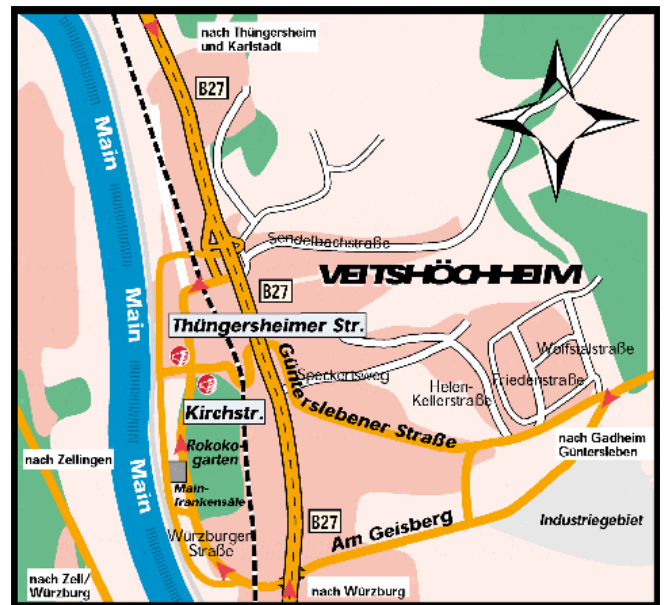 nach Thüngersheim
und Karlstadt
B27
Main
Main
Sendelbachstraße
VEITSHÖCHHEIM
B27
Main
Thüngersheimer Str.
Wolfstalstraße
Speckertsweg
Günterslebener Straße
Helen-
Kellerstraße
Friedenstraße
Kirchstr.
Rokoko-
garten
nach Zellingen
nach Gadheim
Güntersleben
Main
Main-
frankensäle
B27
Am Geisberg
Industriegebiet
Würzburger
Straße
nach Zell/
Würzburg
nach Würzburg